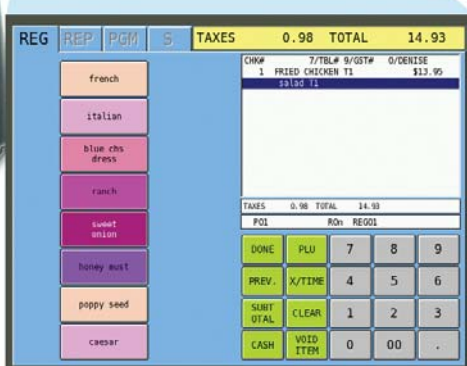 REG REP PGM S TAXES 0.98 TOTAL 14.93
french
italian
blue chs
dress
ranch
sweet
onion
honey must
poppy seed
caesar
CHK# 7/TBL# 9/GST# 0/DENISE
1 FRIED CHICKEN T1 $13.95
salad T1
TAXES 0.98 TOTAL 14.93
PO1 ROn REG01
DONE PLU 7 8 9
PREV. X/TIME 4 5 6
SUBT
OTAL CLEAR 1 2 3
CASH VOID
ITEM 0 00 .